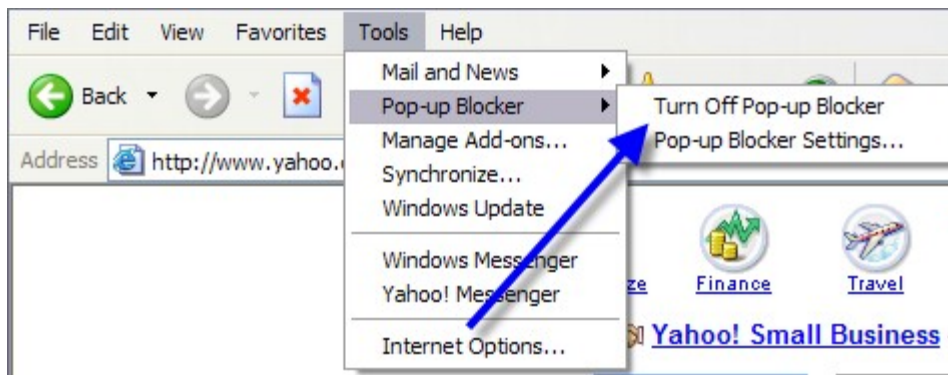 File Edit View Favorites Tools Help
Back
Address http://www.yahoo.
Mail and News
Pop-up Blocker
Manage Add-ons...
Synchronize...
Windows Update
Windows Messenger
Yahoo! Messenger
Internet Options...
Turn Off Pop-up Blocker
Pop-up Blocker Settings...
ze Finance Travel
Yahoo! Small Business